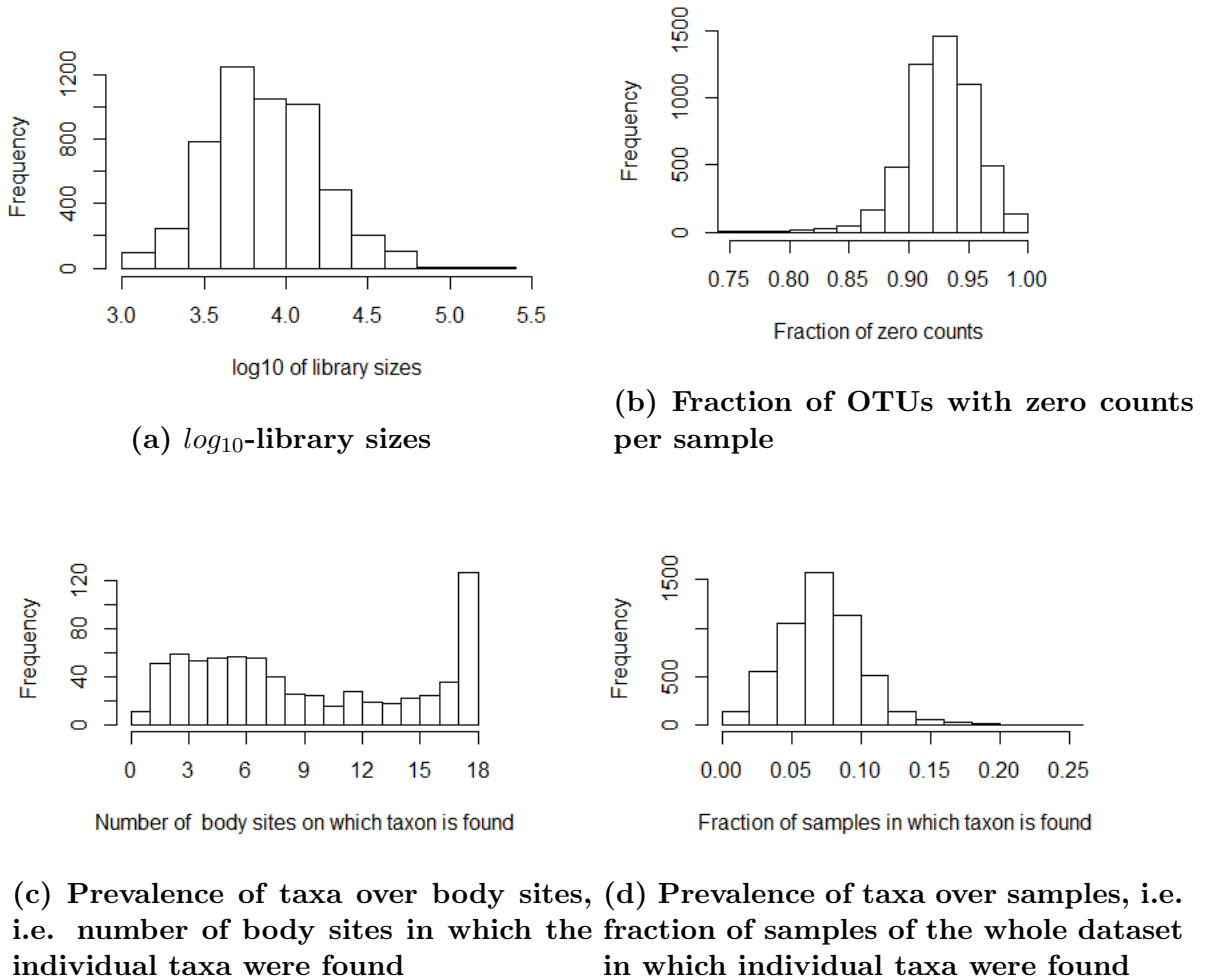 Frequency
0 400 800 1200
3.0 3.5 4.0 4.5 5.0 5.5
log10 of library sizes
(a) log10-library sizes
Frequency
0 500 1000 1500
0.75 0.80 0.85 0.90 0.95 1.00
Fraction of zero counts
(b) Fraction of OTUs with zero counts
per sample
Frequency
0 40 80 120
0 3 6 9 12 15 18
Number of body sites on which taxon is found
(c) Prevalence of taxa over body sites,
i.e. number of body sites in which the
individual taxa were found
Frequency
0 500 1500
0.00 0.05 0.10 0.15 0.20 0.25
Fraction of samples in which taxon is found
(d) Prevalence of taxa over samples, i.e.
fraction of samples of the whole dataset
in which individual taxa were found